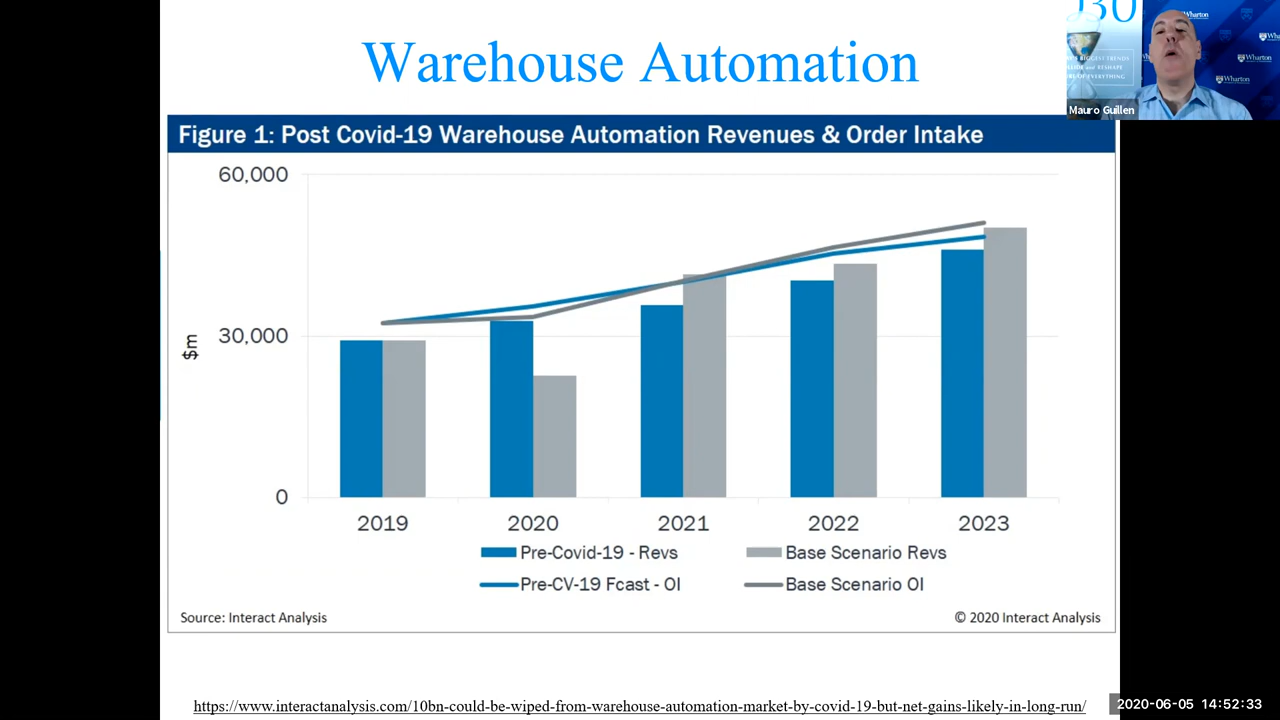 Warehouse Automation
Wharton
Wharton
Wharton
Mauro Guillen
Figure 1: Post Covid-19 Warehouse Automation Revenues & Order Intake
60,000
30,000
0
$m
2019 2020 2021 2022 2023
Pre-Covid-19 - Revs Base Scenario Revs
Pre-CV-19 Fcast - OI Base Scenario OI
Source: Interact Analysis © 2020 Interact Analysis
https://www.interactanalysis.com/10bn-could-be-wiped-from-warehouse-automation-market-by-covid-19-but-net-gains-likely-in-long-run/
2020-06-05 14:52:33